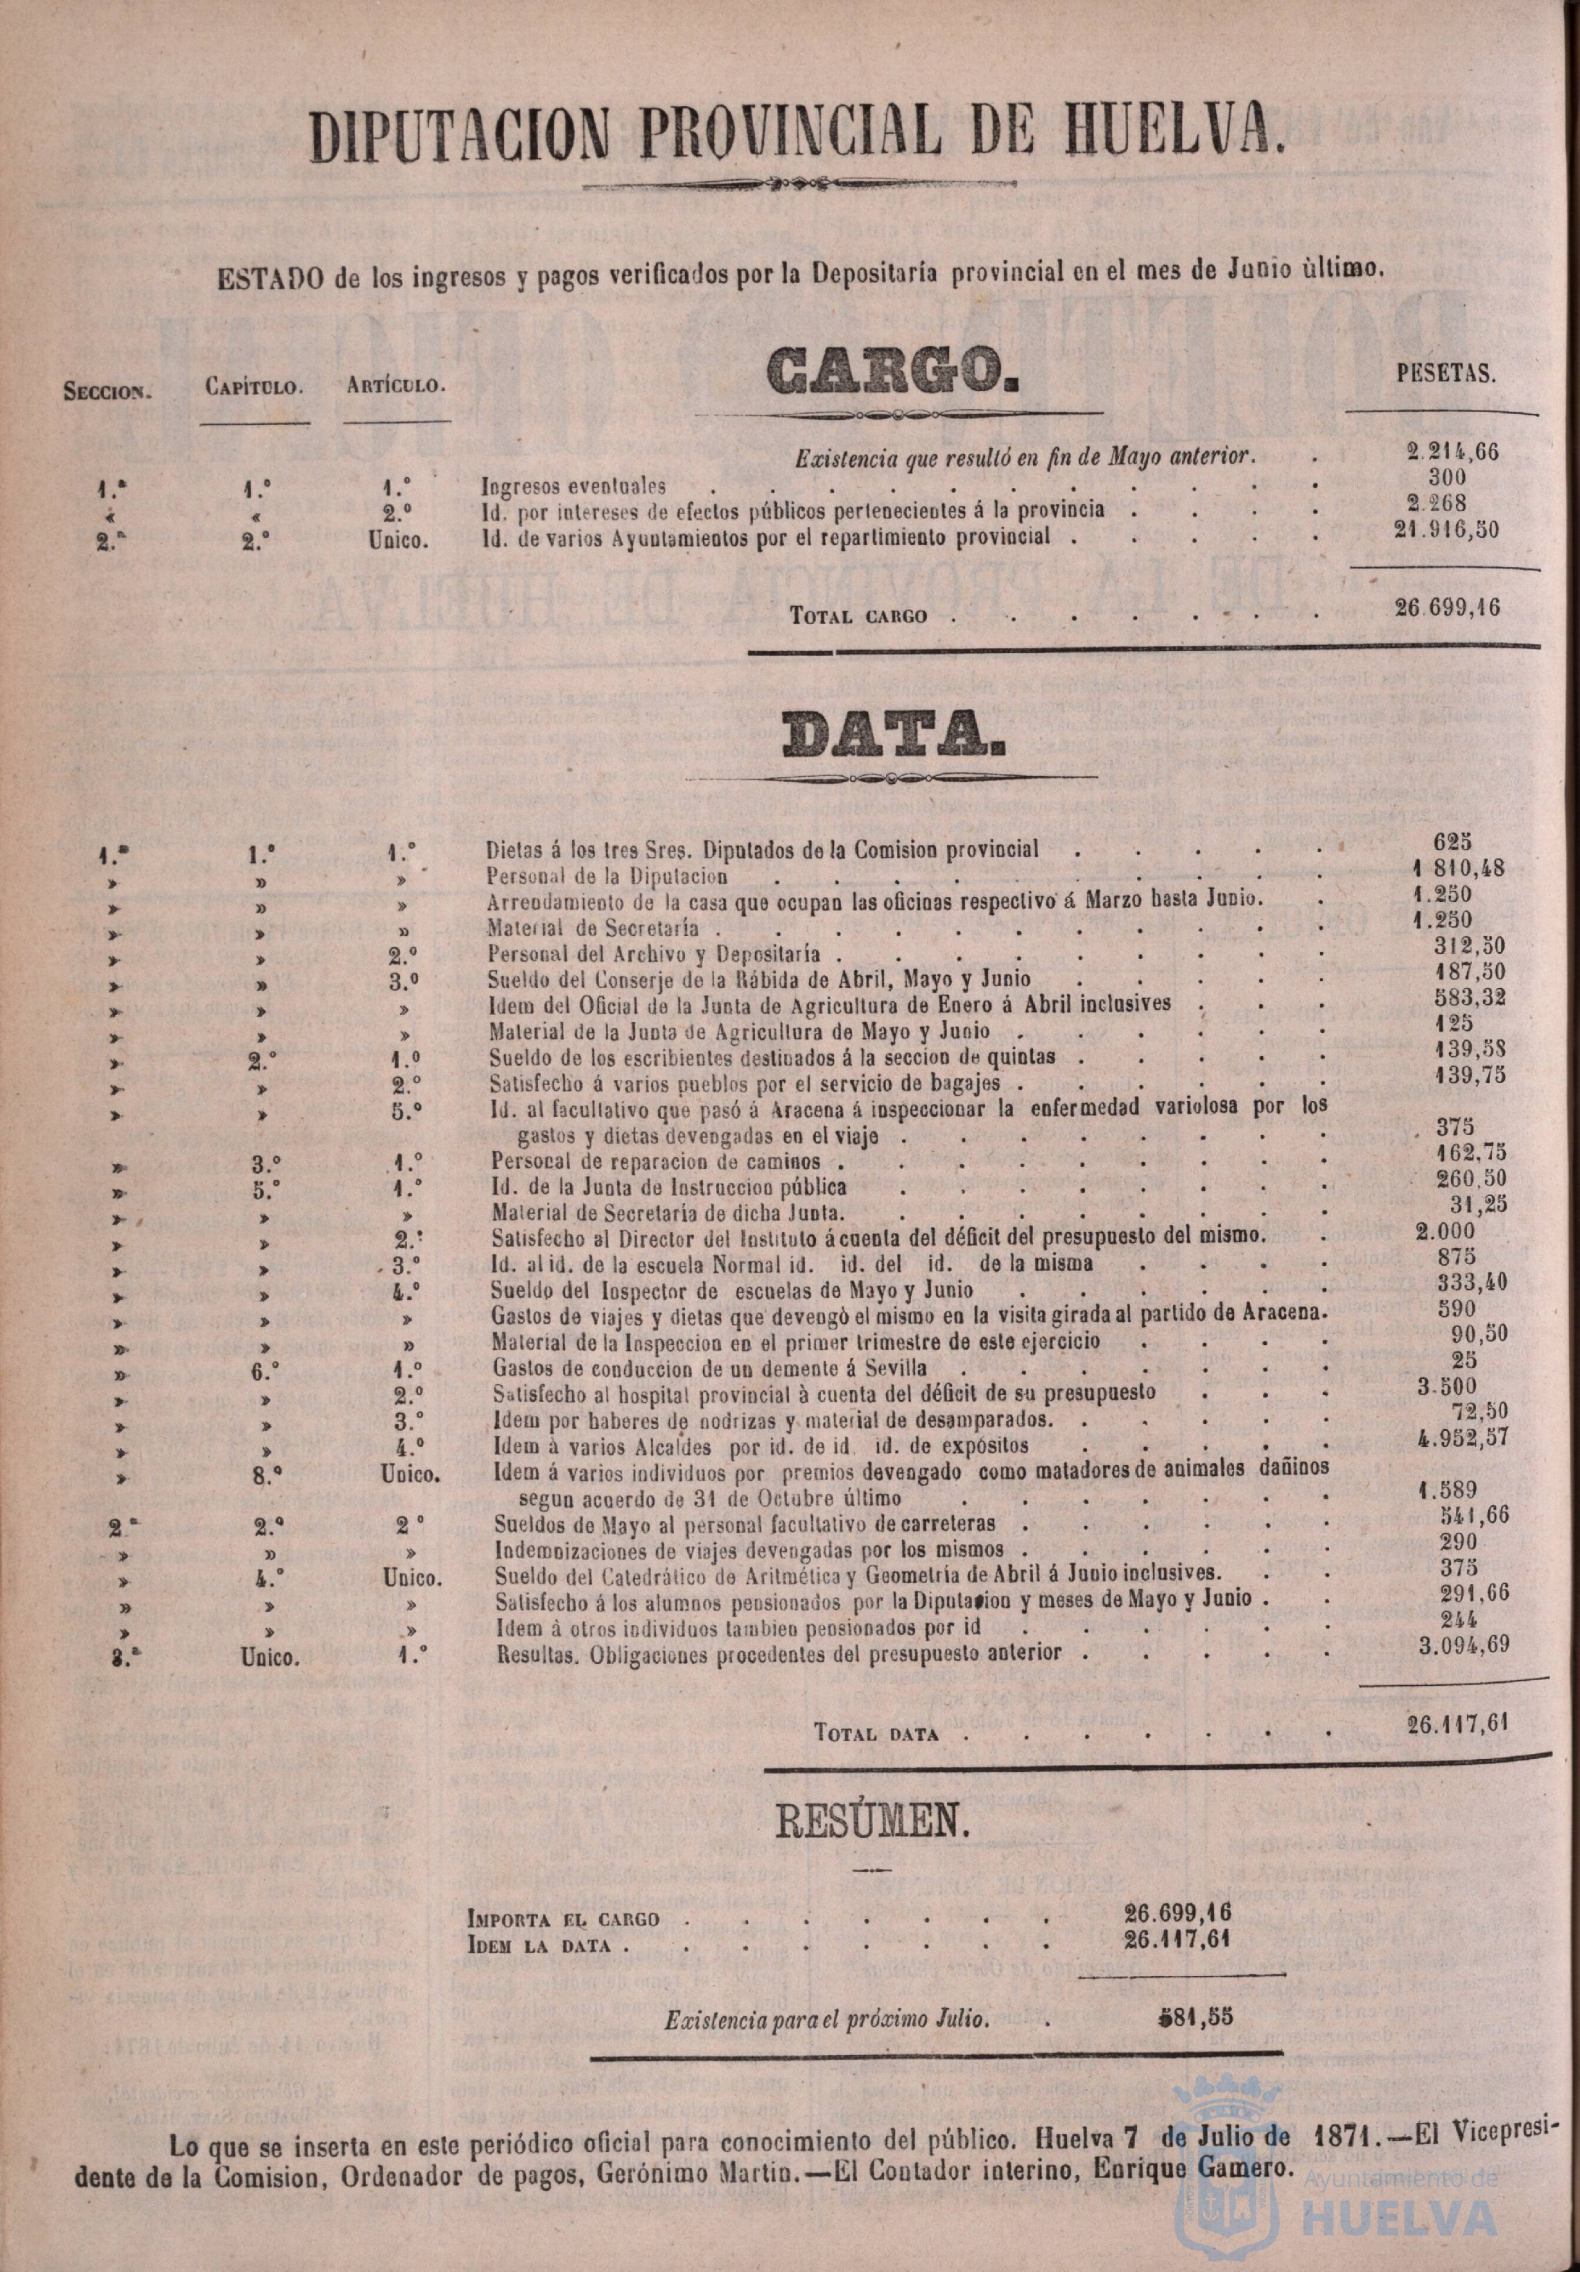 DIPUTACION PROVINCIAL DE HUELVA.
ESTADO de los ingresos y pagos verificados por la Depositaría provincial en el mes de Junio ùltimo.
SECCION. CAPÍTULO. ARTÍCULO. CARGO. PESETAS.
Existencia que resultó en fin de Mayo anterior. . 2.214,66
1.ª 1.º 1.º Ingresos eventuales . . . . . . . . . . . 300
« « 2.º Id. por intereses de efectos públicos pertenecientes á la provincia . . . . 2.268
2.ª 2.º Unico. Id. de varios Ayuntamientos por el repartimiento provincial . . . . . 21.916,50
TOTAL CARGO . . . . . . . 26.699,16
DATA.
1.ª 1.º 1.º Dietas á los tres Sres. Diputados de la Comision provincial . . . . . 625
» » » Personal de la Diputacion . . . . . . . . . . 1 810,48
» » » Arrendamiento de la casa que ocupan las oficinas respectivo á Marzo hasta Junio. . 1.250
» » » Material de Secretaría . . . . . . . . . . . 1.250
» » 2.º Personal del Archivo y Depositaría . . . . . . . . . 312,50
» » 3.º Sueldo del Conserje de la Rábida de Abril, Mayo y Junio . . . . . 187,50
» » » Idem del Oficial de la Junta de Agricultura de Enero á Abril inclusives . . . 583,32
» » » Material de la Junta de Agricultura de Mayo y Junio . . . . . . 125
» 2.º 1.º Sueldo de los escribientes destinados á la seccion de quintas . . . . . 139,58
» » 2.º Satisfecho á varios pueblos por el servicio de bagajes . . . . . . 139,75
» » 5.º Id. al facultativo que pasó á Aracena á inspeccionar la enfermedad variolosa por los
gastos y dietas devengadas en el viaje . . . . . . . . 375
» 3.º 1.º Personal de reparacion de caminos . . . . . . . . . 162,75
» 5.º 1.º Id. de la Junta de Instruccion pública . . . . . . . . 260,50
» » » Material de Secretaría de dicha Junta. . . . . . . . . 31,25
» » 2.º Satisfecho al Director del Instituto á cuenta del déficit del presupuesto del mismo. . 2.000
» » 3.º Id. al id. de la escuela Normal id. id. del id. de la misma . . . . 875
» » 4.º Sueldo del Inspector de escuelas de Mayo y Junio . . . . . . 333,40
» » » Gastos de viajes y dietas que devengò el mismo en la visita girada al partido de Aracena. 590
» » » Material de la Inspeccion en el primer trimestre de este ejercicio . . . . 90,50
» 6.º 1.º Gastos de conduccion de un demente á Sevilla . . . . . . . 25
» » 2.º Satisfecho al hospital provincial à cuenta del déficit de su presupuesto . . . 3.500
» » 3.º Idem por haberes de nodrizas y material de desamparados. . . . . . 72,50
» » 4.º Idem à varios Alcaldes por id. de id. id. de expósitos . . . . . 4.952,57
» 8.º Unico. Idem á varios individuos por premios devengado como matadores de animales dañinos
segun acuerdo de 31 de Octubre último . . . . . . . 1.589
2.ª 2.º 2º Sueldos de Mayo al personal facultativo de carreteras . . . . . . 541,66
» » » Indemnizaciones de viajes devengadas por los mismos . . . . . . 290
» 4.º Unico. Sueldo del Catedrático de Aritmética y Geometría de Abril á Junio inclusives. . . 375
» » » Satisfecho á los alumnos pensionados por la Diputacion y meses de Mayo y Junio . . 291,66
» » » Idem à otros individuos tambien pensionados por id . . . . . . 244
3.ª Unico. 1.º Resultas. Obligaciones procedentes del presupuesto anterior . . . . . 3.094,69
TOTAL DATA . . . . . . . 26.117,61
RESÚMEN.
IMPORTA EL CARGO . . . . . . . 26.699,16
IDEM LA DATA . . . . . . . . 26.117,61
Existencia para el próximo Julio. . 581,55
Lo que se inserta en este periódico oficial para conocimiento del público. Huelva 7 de Julio de 1871.—El Vicepresi-
dente de la Comision, Ordenador de pagos, Gerónimo Martin.—El Contador interino, Enrique Gamero.
Ayuntamiento de
HUELVA